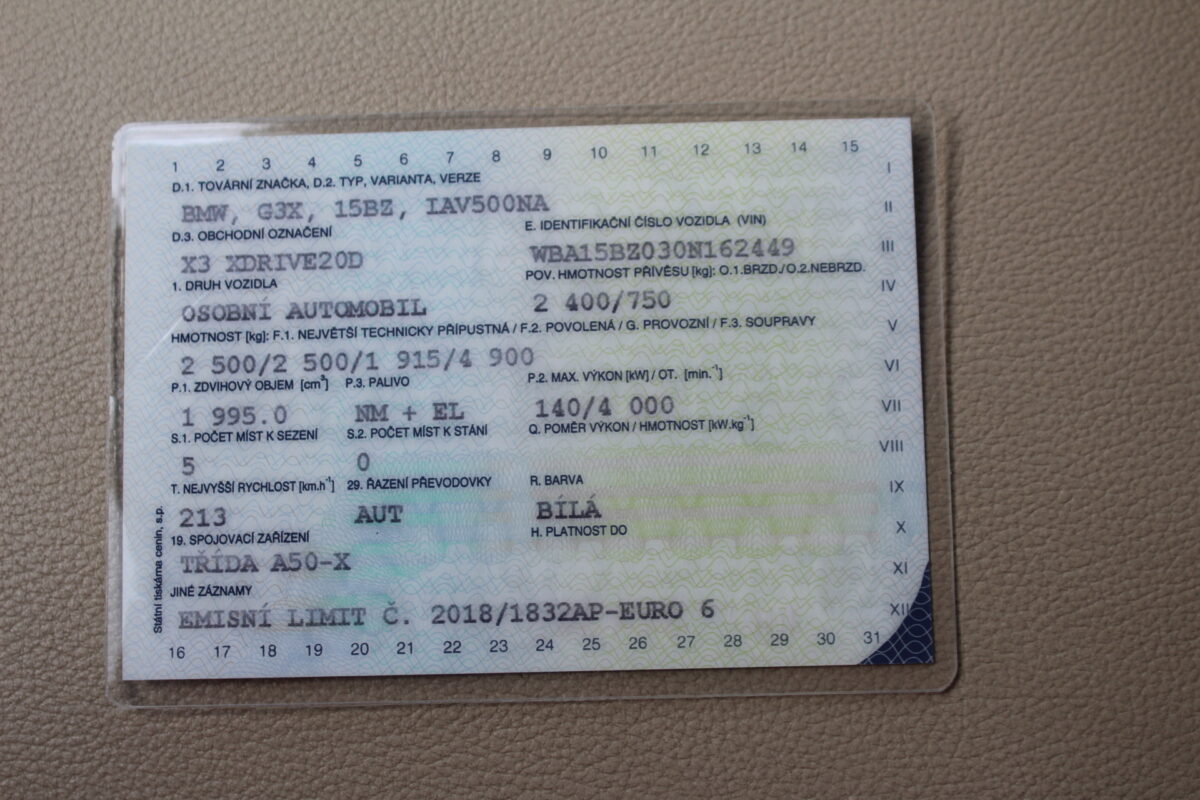 1 2 3 4 5 6 7 8 9 10 11 12 13 14 15
I
D.1. TOVÁRNÍ ZNAČKA, D.2. TYP, VARIANTA, VERZE
BMW, G3X, 15BZ, IAV500NA
II
D.3. OBCHODNÍ OZNAČENÍ E. IDENTIFIKAČNÍ ČÍSLO VOZIDLA (VIN)
X3 XDRIVE20D WBA15BZ030N162449
III
1. DRUH VOZIDLA POV. HMOTNOST PŘÍVĚSU [kg]: O.1.BRZD./O.2.NEBRZD.
OSOBNÍ AUTOMOBIL 2 400/750
IV
HMOTNOST [kg]: F.1. NEJVĚTŠÍ TECHNICKY PŘÍPUSTNÁ / F.2. POVOLENÁ / G. PROVOZNÍ / F.3. SOUPRAVY
V
2 500/2 500/1 915/4 900
VI
P.1. ZDVIHOVÝ OBJEM [cm³] P.3. PALIVO P.2. MAX. VÝKON [kW] / OT. [min.⁻¹]
1 995.0 NM + EL 140/4 000
VII
S.1. POČET MÍST K SEZENÍ S.2. POČET MÍST K STÁNÍ Q. POMĚR VÝKON / HMOTNOST [kW.kg⁻¹]
VIII
5 0
T. NEJVYŠŠÍ RYCHLOST [km.h⁻¹] 29. ŘAZENÍ PŘEVODOVKY R. BARVA
IX
213 AUT BÍLÁ
X
19. SPOJOVACÍ ZAŘÍZENÍ H. PLATNOST DO
TŘÍDA A50-X
XI
JINÉ ZÁZNAMY
EMISNÍ LIMIT Č. 2018/1832AP-EURO 6
XII
16 17 18 19 20 21 22 23 24 25 26 27 28 29 30 31
Státní tiskárna cenin, s.p.